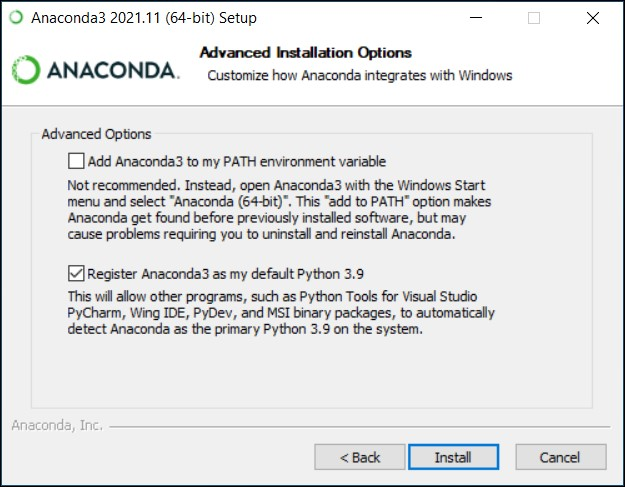 Anaconda3 2021.11 (64-bit) Setup
Advanced Installation Options
Customize how Anaconda integrates with Windows
ANACONDA.
Advanced Options
Add Anaconda3 to my PATH environment variable
Not recommended. Instead, open Anaconda3 with the Windows Start
menu and select "Anaconda (64-bit)". This "add to PATH" option makes
Anaconda get found before previously installed software, but may
cause problems requiring you to uninstall and reinstall Anaconda.
Register Anaconda3 as my default Python 3.9
This will allow other programs, such as Python Tools for Visual Studio
PyCharm, Wing IDE, PyDev, and MSI binary packages, to automatically
detect Anaconda as the primary Python 3.9 on the system.
Anaconda, Inc.
< Back
Install
Cancel